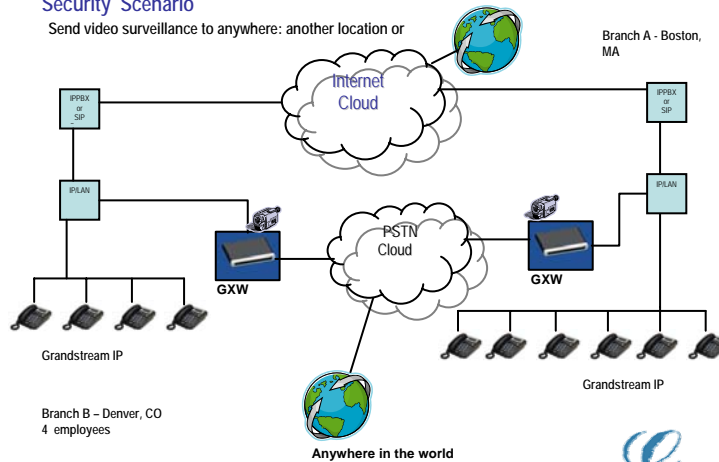 Security Scenario
Send video surveillance to anywhere: another location or
Branch A - Boston,
MA
Internet
Cloud
IPPBX
or
SIP
IPPBX
or
SIP
IP/LAN
IP/LAN
PSTN
Cloud
GXW
GXW
Grandstream IP
Grandstream IP
Branch B – Denver, CO
4 employees
Anywhere in the world